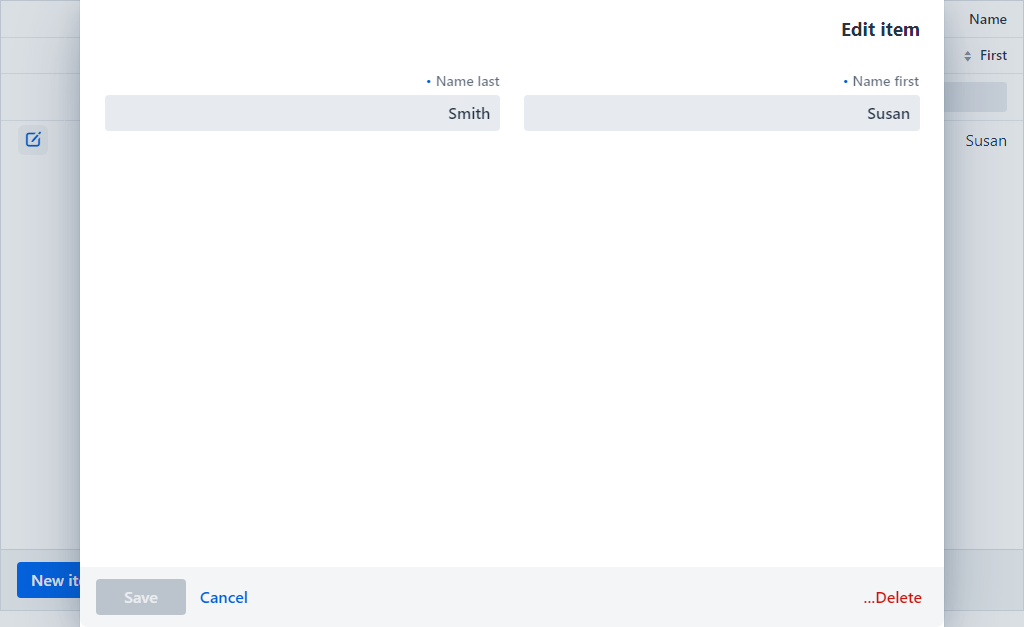 Name
First
Susan
Edit item
• Name first
Susan
• Name last
Smith
New it
Save
Cancel
...Delete